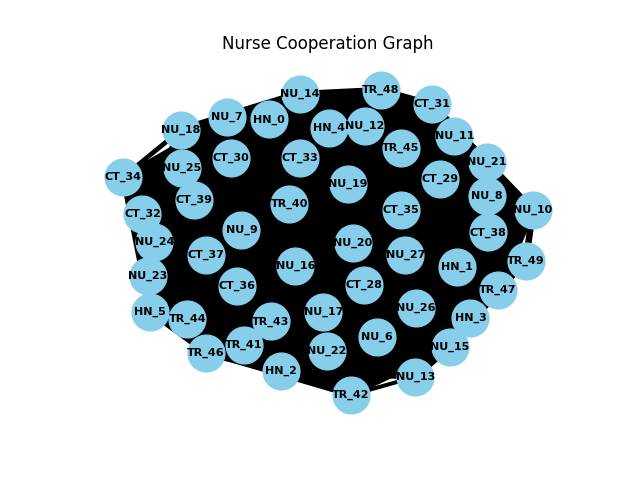 Nurse Cooperation Graph
TR_48
NU_14
CT_31
NU_7
HN_0
NU_12
HN_4
NU_18
NU_11
TR_45
CT_30
CT_33
NU_21
NU_25
CT_34
CT_29
NU_19
NU_8
CT_39
TR_40
CT_35
NU_10
CT_32
NU_9
CT_38
NU_24
NU_20
CT_37
NU_27
TR_49
NU_16
HN_1
NU_23
CT_36
CT_28
TR_47
NU_26
HN_5
NU_17
HN_3
TR_44
TR_43
NU_6
TR_41
NU_15
NU_22
TR_46
HN_2
NU_13
TR_42